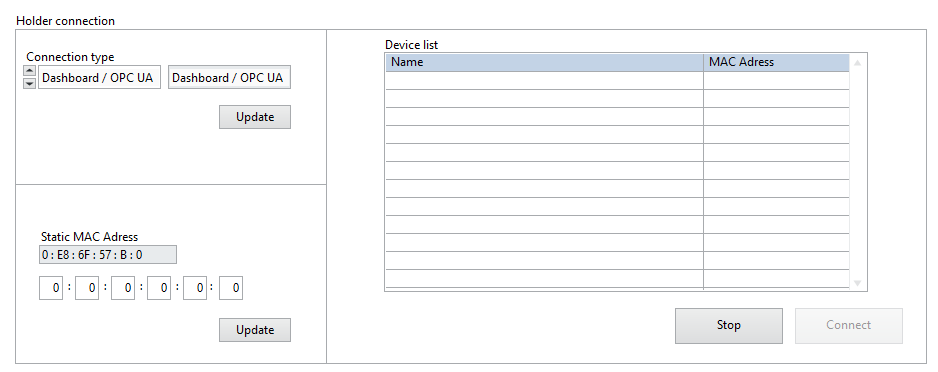 Holder connection
Connection type
Dashboard / OPC UA
Dashboard / OPC UA
Update
Static MAC Adress
0 : E8 : 6F : 57 : B : 0
0 : 0 : 0 : 0 : 0 : 0
Update
Device list
Name MAC Adress
Stop
Connect